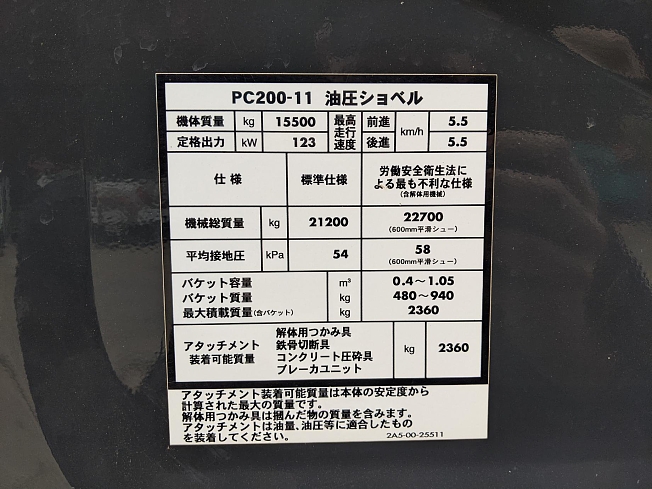 PC200-11 油圧ショベル
機体質量 kg 15500 最高走行速度 前進 km/h 5.5
定格出力 kW 123 後進 5.5
仕様 標準仕様 労働安全衛生法による最も不利な仕様 (含解体用機械)
機械総質量 kg 21200 22700
(600mm平滑シュー)
平均接地圧 kPa 54 58
(600mm平滑シュー)
バケット容量 m³ 0.4～1.05
バケット質量 kg 480～940
最大積載質量(含バケット) kg 2360
アタッチメント装着可能質量 解体用つかみ具 kg 2360
鉄骨切断具
コンクリート圧砕具
ブレーカユニット
アタッチメント装着可能質量は本体の安定度から
計算された最大の質量です。
解体用つかみ具は掴んだ物の質量を含みます。
アタッチメントは油量、油圧等に適合したもの
を装着してください。 2A5-00-25511